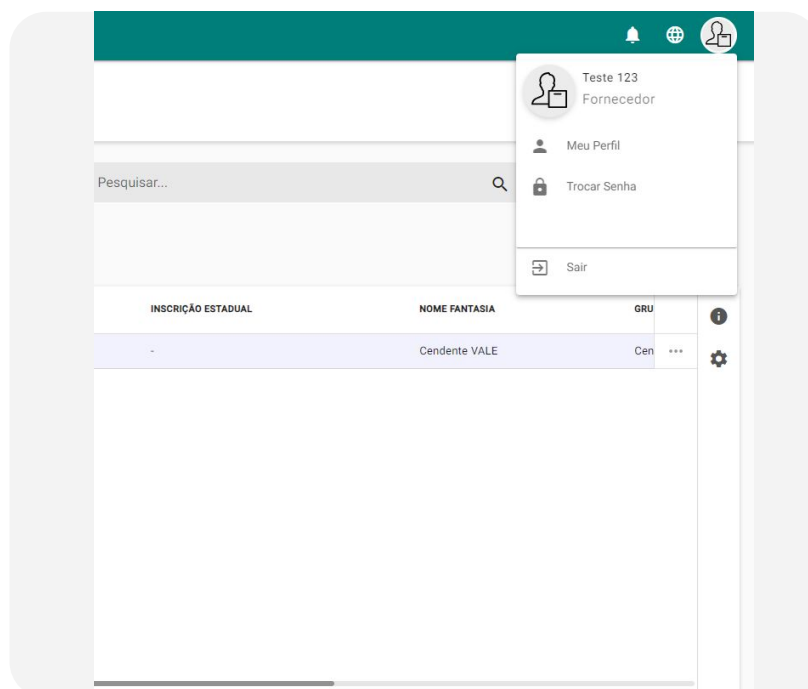 Teste 123
Fornecedor
Meu Perfil
Pesquisar...
Trocar Senha
Sair
INSCRIÇÃO ESTADUAL NOME FANTASIA GRU
- Cendente VALE Cen ...